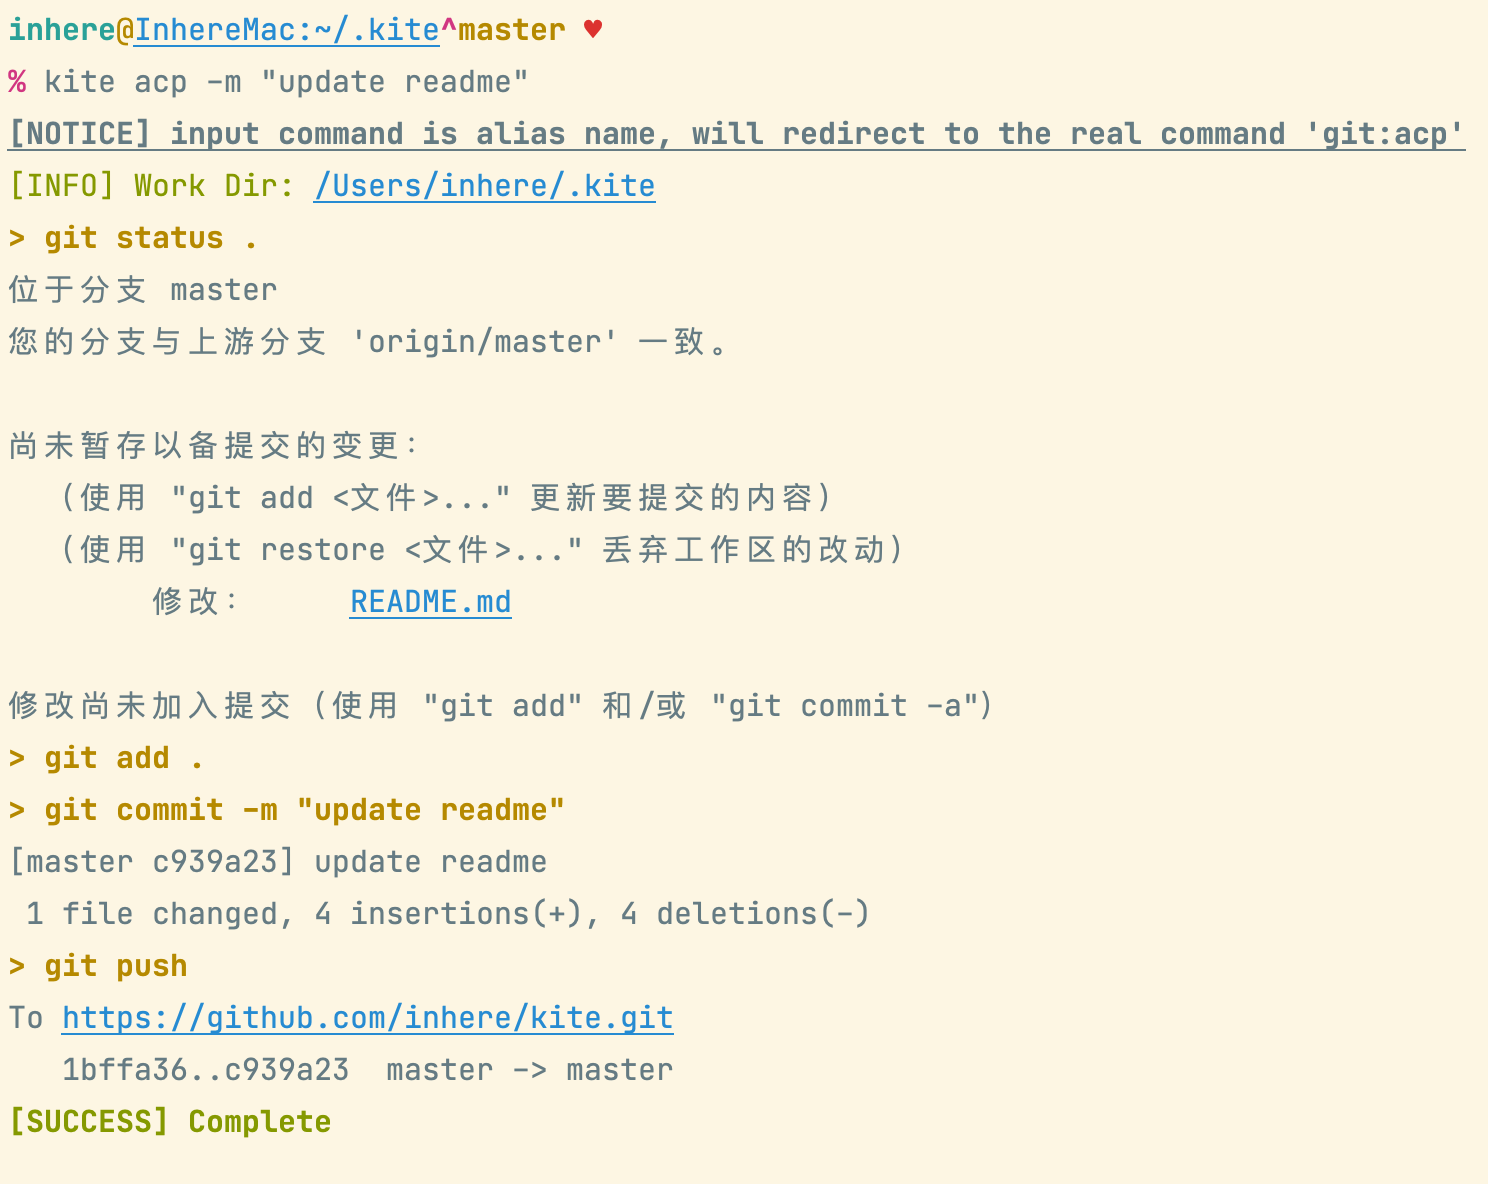 inhere@InhereMac:~/.kite^master ♥
% kite acp -m "update readme"
[NOTICE] input command is alias name, will redirect to the real command 'git:acp'
[INFO] Work Dir: /Users/inhere/.kite
> git status .
位于分支 master
您的分支与上游分支 'origin/master' 一致。
尚未暂存以备提交的变更：
（使用 "git add <文件>..." 更新要提交的内容）
（使用 "git restore <文件>..." 丢弃工作区的改动）
修改： README.md
修改尚未加入提交（使用 "git add" 和/或 "git commit -a"）
> git add .
> git commit -m "update readme"
[master c939a23] update readme
1 file changed, 4 insertions(+), 4 deletions(-)
> git push
To https://github.com/inhere/kite.git
1bffa36..c939a23  master -> master
[SUCCESS] Complete